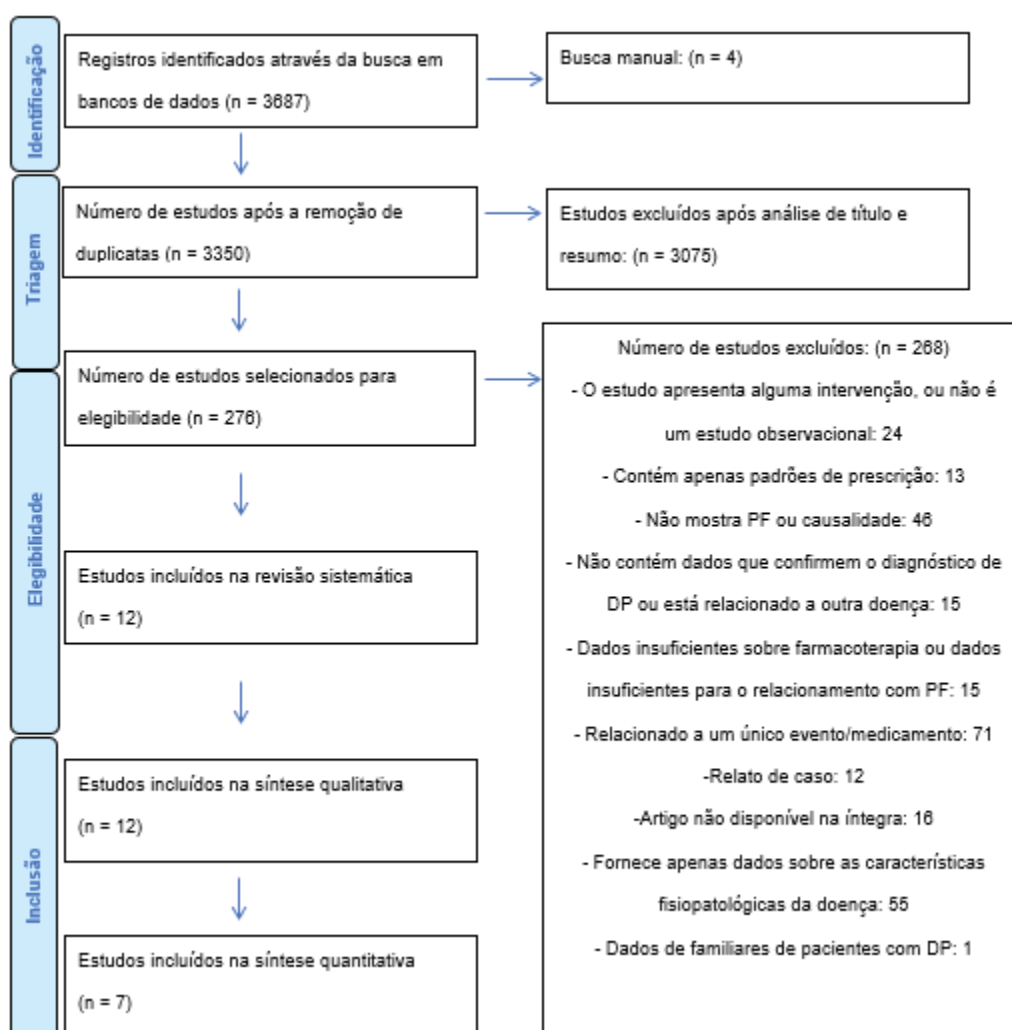 Identificação
Registros identificados através da busca em
bancos de dados (n = 3687)
Busca manual: (n = 4)
Triagem
Número de estudos após a remoção de
duplicatas (n = 3350)
Estudos excluídos após análise de título e
resumo: (n = 3075)
Elegibilidade
Número de estudos selecionados para
elegibilidade (n = 276)
Número de estudos excluídos: (n = 268)
- O estudo apresenta alguma intervenção, ou não é
um estudo observacional: 24
- Contém apenas padrões de prescrição: 13
- Não mostra PF ou causalidade: 46
- Não contém dados que confirmem o diagnóstico de
DP ou está relacionado a outra doença: 15
- Dados insuficientes sobre farmacoterapia ou dados
insuficientes para o relacionamento com PF: 15
- Relacionado a um único evento/medicamento: 71
-Relato de caso: 12
-Artigo não disponível na íntegra: 16
- Fornece apenas dados sobre as características
fisiopatológicas da doença: 55
- Dados de familiares de pacientes com DP: 1
Estudos incluídos na revisão sistemática
(n = 12)
Inclusão
Estudos incluídos na síntese qualitativa
(n = 12)
Estudos incluídos na síntese quantitativa
(n = 7)